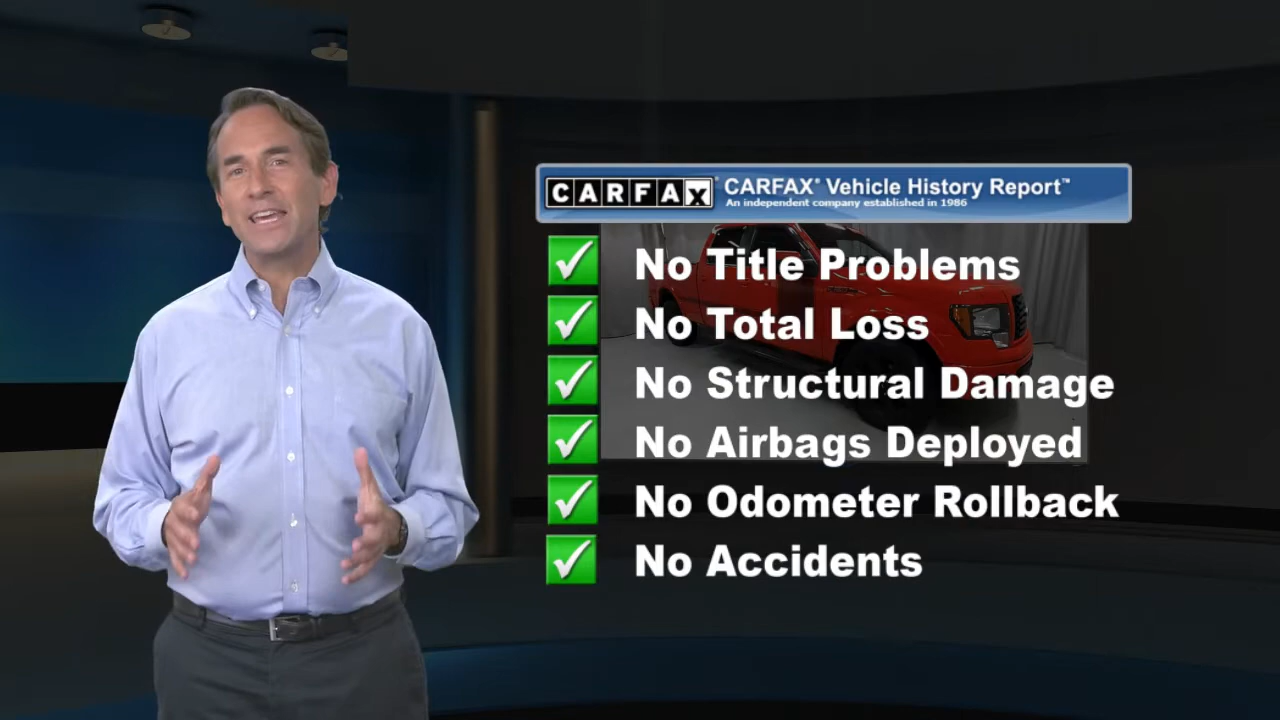 CARFAX® CARFAX® Vehicle History Report™
An independent company established in 1986
No Title Problems
No Total Loss
No Structural Damage
No Airbags Deployed
No Odometer Rollback
No Accidents